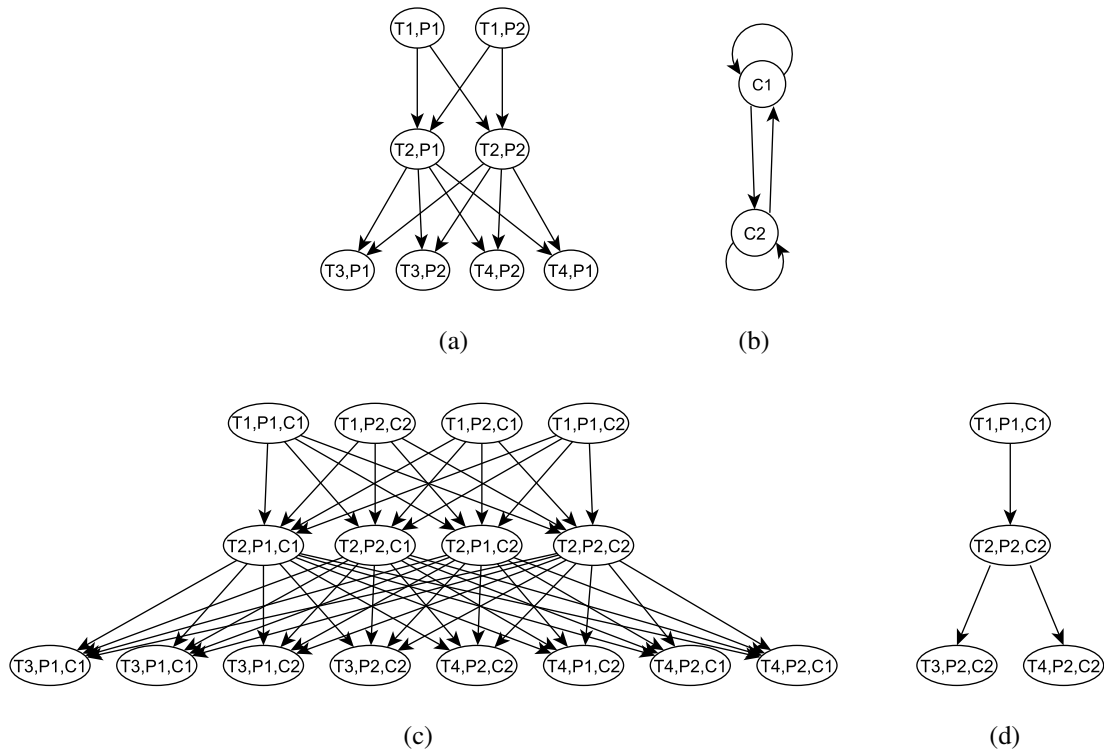 T1,P1 T1,P2
C1
T2,P1 T2,P2
C2
T3,P1 T3,P2 T4,P2 T4,P1
(a) (b)
T1,P1,C1 T1,P2,C2 T1,P2,C1 T1,P1,C2 T1,P1,C1
T2,P1,C1 T2,P2,C1 T2,P1,C2 T2,P2,C2 T2,P2,C2
T3,P1,C1 T3,P1,C1 T3,P1,C2 T3,P2,C2 T4,P2,C2 T4,P1,C2 T4,P2,C1 T4,P2,C1 T3,P2,C2 T4,P2,C2
(c) (d)